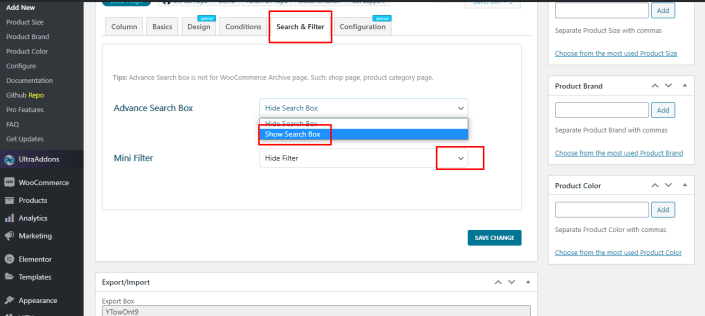 Add New
Product Size
Product Brand
Product Color
Configure
Documentation
Github Repo
Pro Features
FAQ
Get Updates
UltraAddons
WooCommerce
Products
Analytics
Marketing
Elementor
Templates
Appearance
Column
Basics
Design
special
Conditions
Search & Filter
Configuration
special
Tips: Advance Search box is not for WooCommerce Archive page. Such: shop page, product category page.
Advance Search Box
Hide Search Box
Hide Search Box
Show Search Box
Mini Filter
Hide Filter
SAVE CHANGE
Export/Import
Export Box
YTowOnt9
Add
Separate Product Size with commas
Choose from the most used Product Size
Product Brand
Add
Separate Product Brand with commas
Choose from the most used Product Brand
Product Color
Add
Separate Product Color with commas
Choose from the most used Product Color